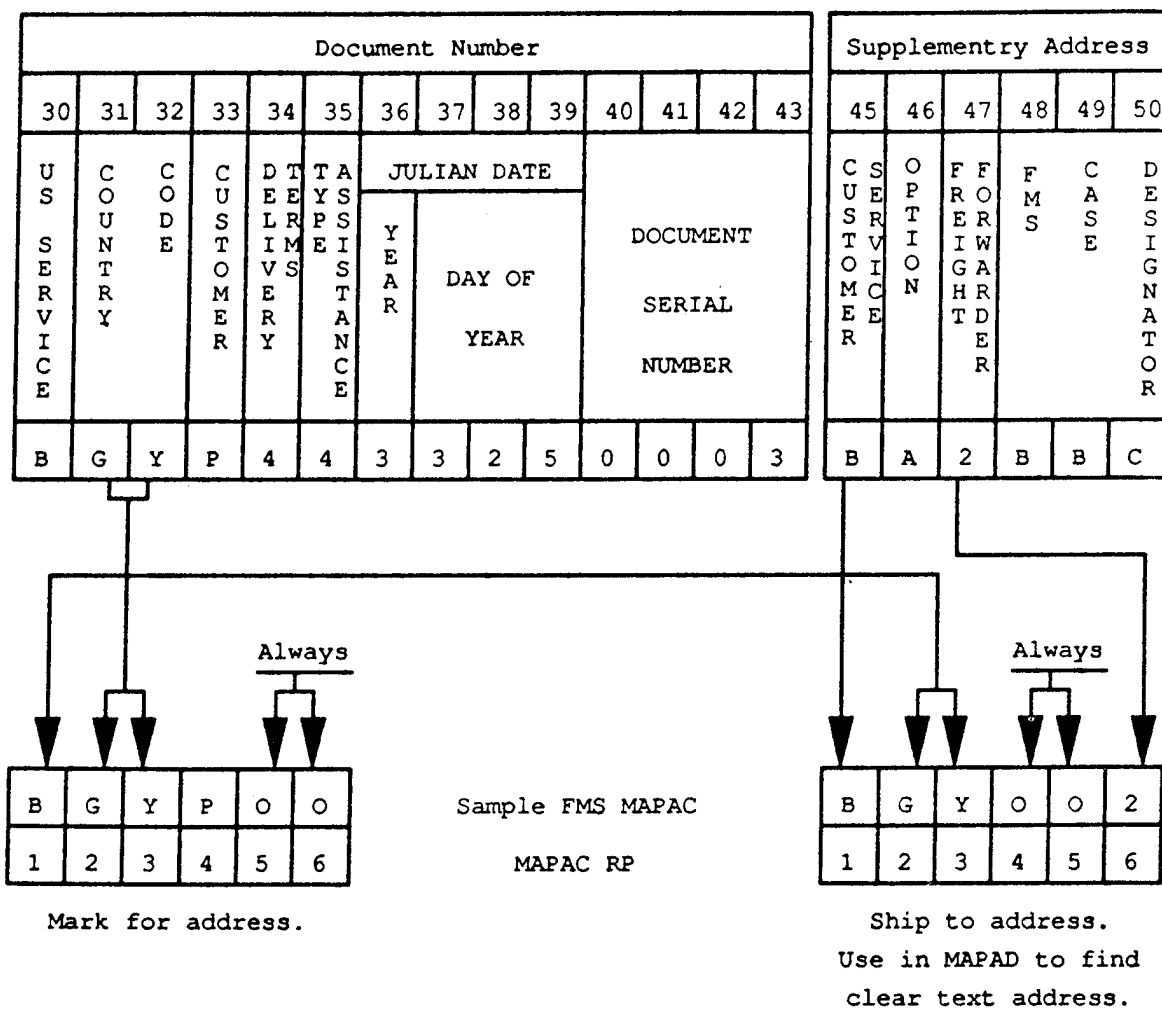 Document Number
Supplementry Address
30 31 32 33 34 35 36 37 38 39 40 41 42 43
45 46 47 48 49 50
US SERVICE
COUNTRY CODE
CUSTOMER
DELIVERY TERMS
TYPE ASSISTANCE
JULIAN DATE
YEAR
DAY OF
YEAR
DOCUMENT
SERIAL
NUMBER
CUSTOMER SERVICE
OPTION
FREIGHT FORWARDER
FMS CASE DESIGNATOR
B G Y P 4 4 3 3 2 5 0 0 0 3
B A 2 B B C
Always
Always
B G Y P O O
Sample FMS MAPAC
B G Y O O 2
1 2 3 4 5 6
MAPAC RP
1 2 3 4 5 6
Mark for address.
Ship to address.
Use in MAPAD to find
clear text address.